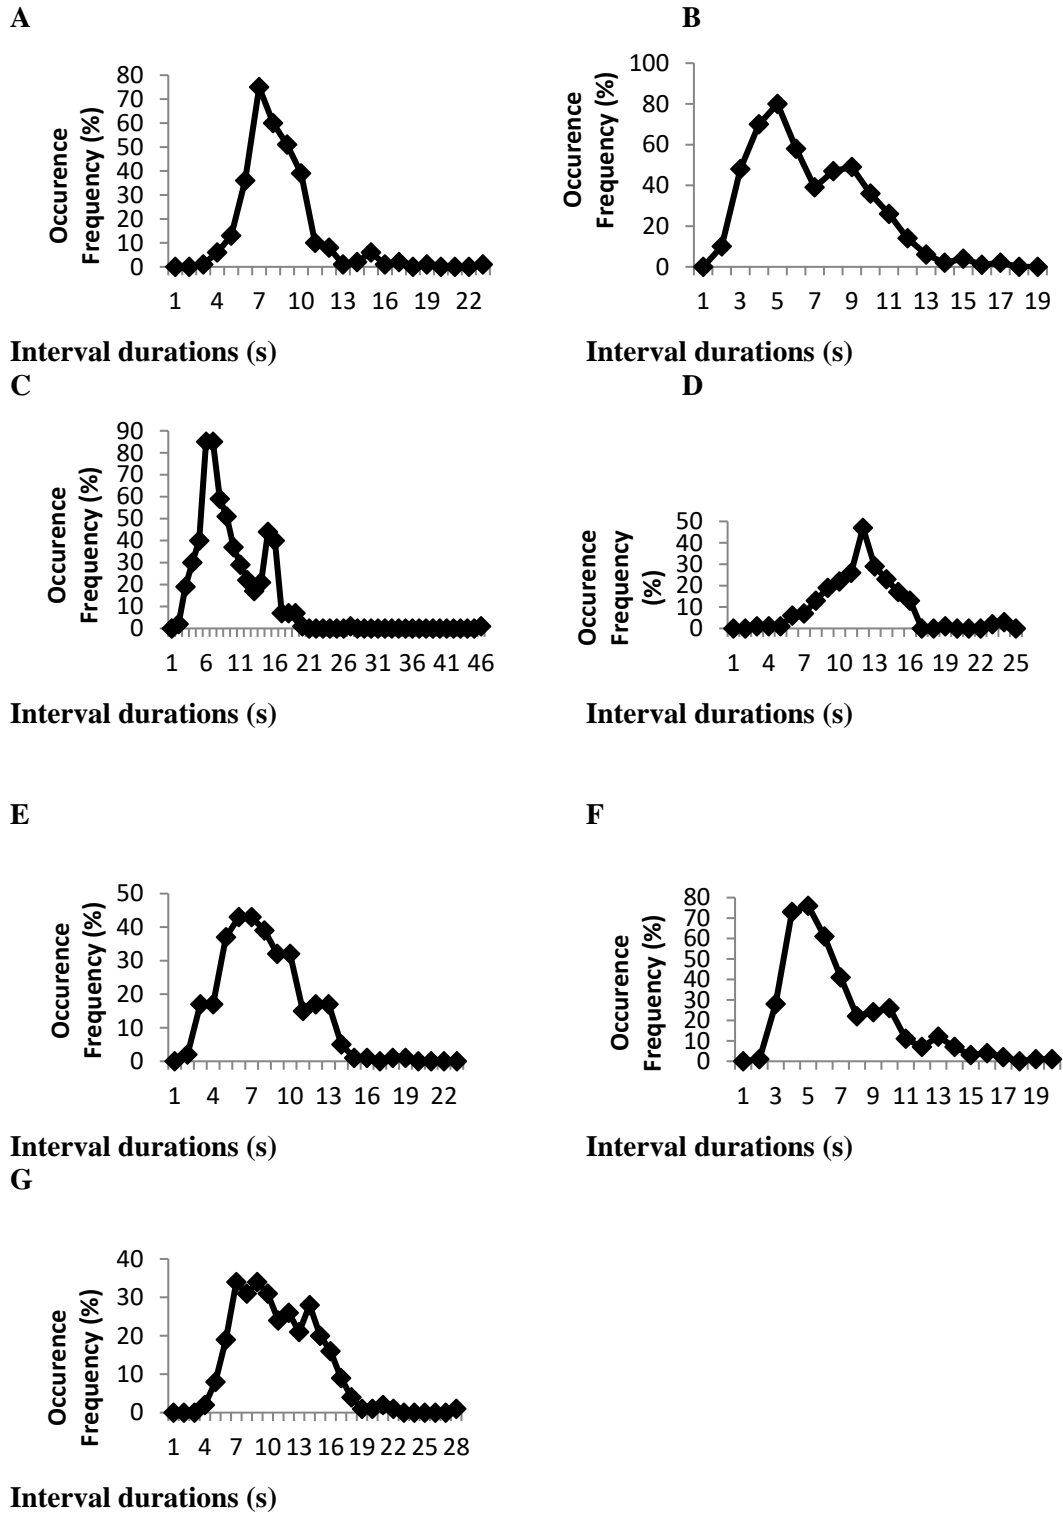 A
B
Occurence
Frequency (%)
80
70
60
50
40
30
20
10
0
1 4 7 10 13 16 19 22
Interval durations (s)
Occurence
Frequency (%)
100
80
60
40
20
0
1 3 5 7 9 11 13 15 17 19
Interval durations (s)
C
D
Occurence
Frequency (%)
90
80
70
60
50
40
30
20
10
0
1 6 11 16 21 26 31 36 41 46
Interval durations (s)
Occurence
Frequency
(%)
50
40
30
20
10
0
1 4 7 10 13 16 19 22 25
Interval durations (s)
E
F
Occurence
Frequency (%)
50
40
30
20
10
0
1 4 7 10 13 16 19 22
Interval durations (s)
Occurence
Frequency (%)
80
70
60
50
40
30
20
10
0
1 3 5 7 9 11 13 15 17 19
Interval durations (s)
G
Occurence
Frequency (%)
40
30
20
10
0
1 4 7 10 13 16 19 22 25 28
Interval durations (s)